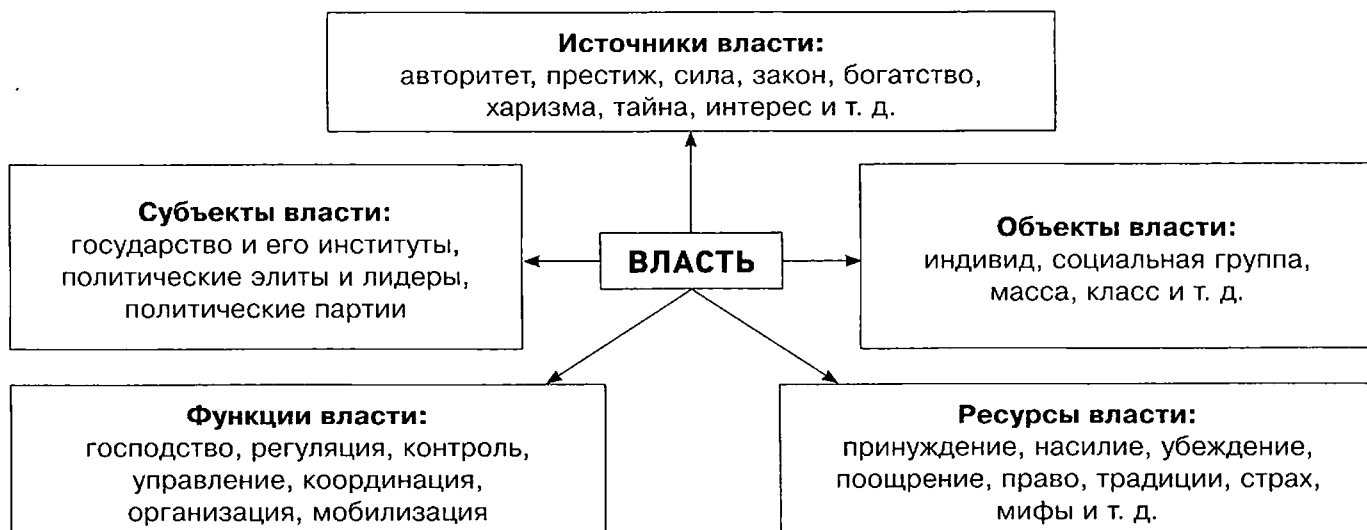 Источники власти:
авторитет, престиж, сила, закон, богатство,
харизма, тайна, интерес и т. д.
Субъекты власти:
государство и его институты,
политические элиты и лидеры,
политические партии
ВЛАСТЬ
Объекты власти:
индивид, социальная группа,
масса, класс и т. д.
Функции власти:
господство, регуляция, контроль,
управление, координация,
организация, мобилизация
Ресурсы власти:
принуждение, насилие, убеждение,
поощрение, право, традиции, страх,
мифы и т. д.